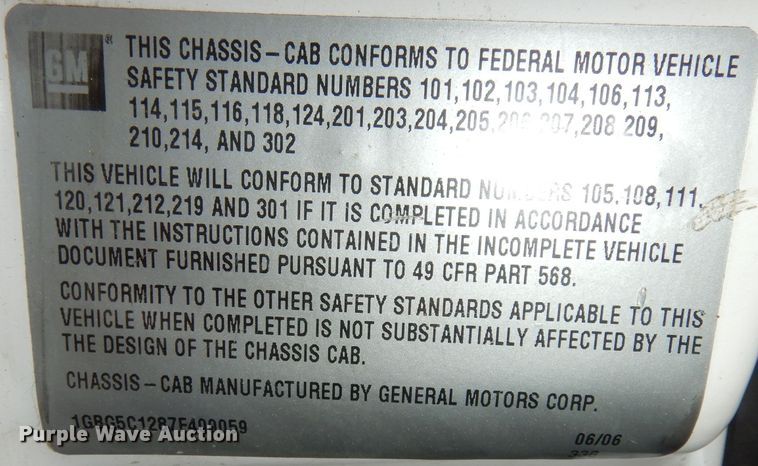 GM ®
THIS CHASSIS-CAB CONFORMS TO FEDERAL MOTOR VEHICLE
SAFETY STANDARD NUMBERS 101,102,103,104,106,113,
114,115,116,118,124,201,203,204,205,206,207,208,209,
210,214, AND 302
THIS VEHICLE WILL CONFORM TO STANDARD NUMBERS 105.108,111,
120,121,212,219 AND 301 IF IT IS COMPLETED IN ACCORDANCE
WITH THE INSTRUCTIONS CONTAINED IN THE INCOMPLETE VEHICLE
DOCUMENT FURNISHED PURSUANT TO 49 CFR PART 568.
CONFORMITY TO THE OTHER SAFETY STANDARDS APPLICABLE TO THIS
VEHICLE WHEN COMPLETED IS NOT SUBSTANTIALLY AFFECTED BY THE
THE DESIGN OF THE CHASSIS CAB.
CHASSIS-CAB MANUFACTURED BY GENERAL MOTORS CORP.
06/06
Purple Wave Auction